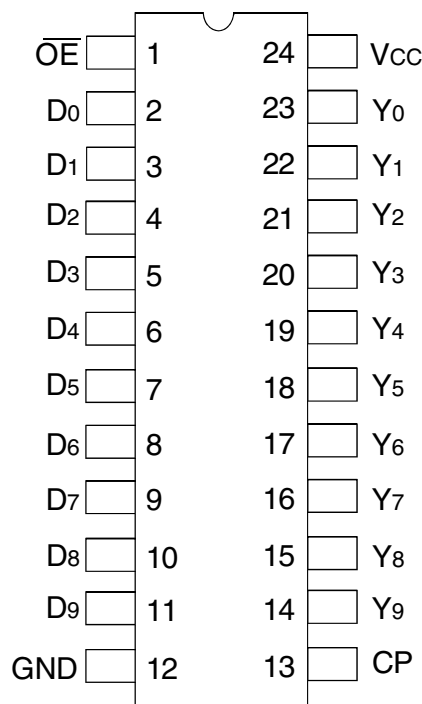 O̅E̅ 1 24 VCC
D0 2 23 Y0
D1 3 22 Y1
D2 4 21 Y2
D3 5 20 Y3
D4 6 19 Y4
D5 7 18 Y5
D6 8 17 Y6
D7 9 16 Y7
D8 10 15 Y8
D9 11 14 Y9
GND 12 13 CP